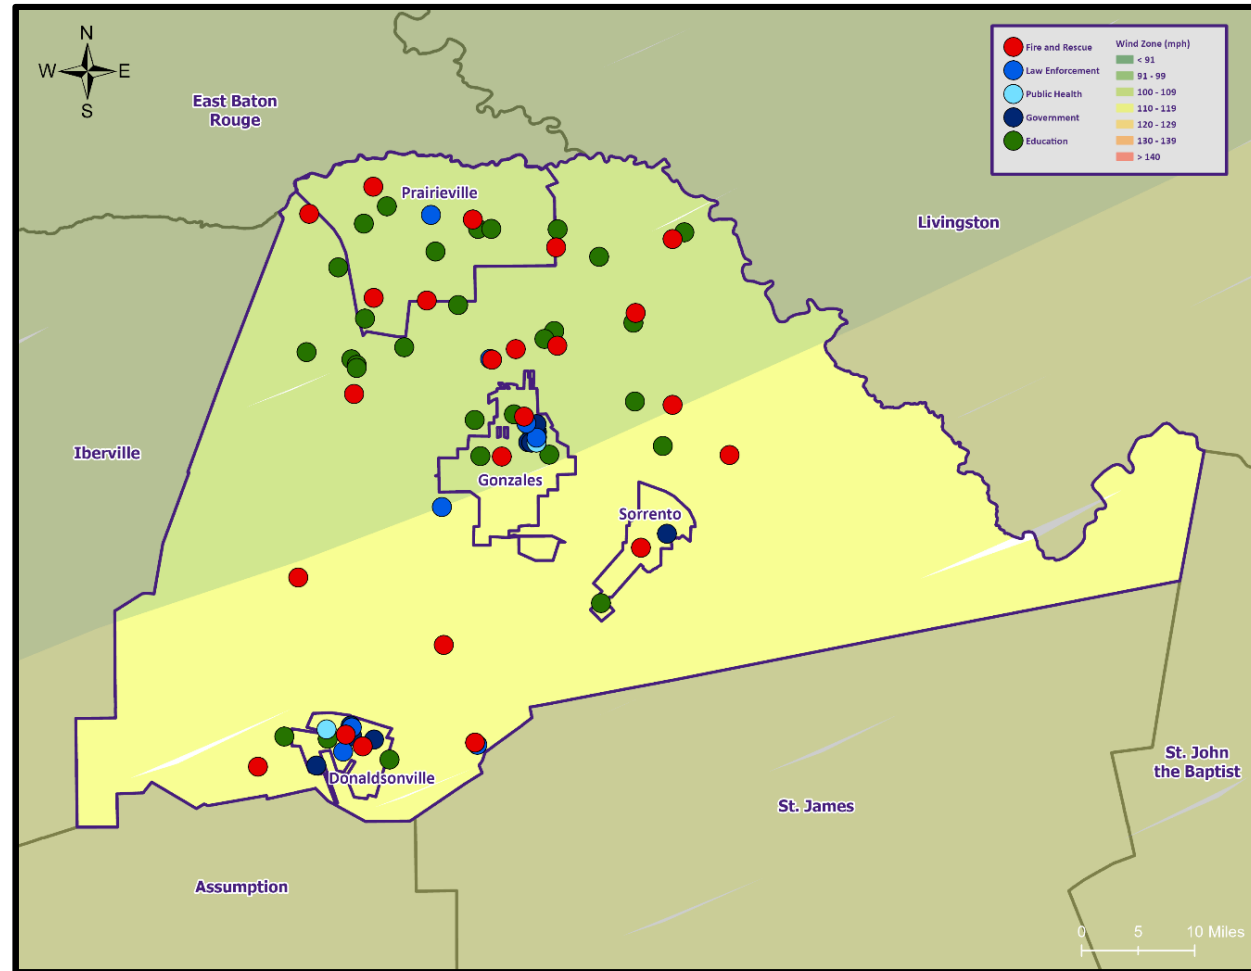 N
W E
S
East Baton
Rouge
Fire and Rescue
Law Enforcement
Public Health
Government
Education
Wind Zone (mph)
< 91
91 - 99
100 - 109
110 - 119
120 - 129
130 - 139
> 140
Prairieville
Livingston
Iberville
Gonzales
Sorrento
Donaldsonville
St. James
St. John
the Baptist
Assumption
0 5 10 Miles